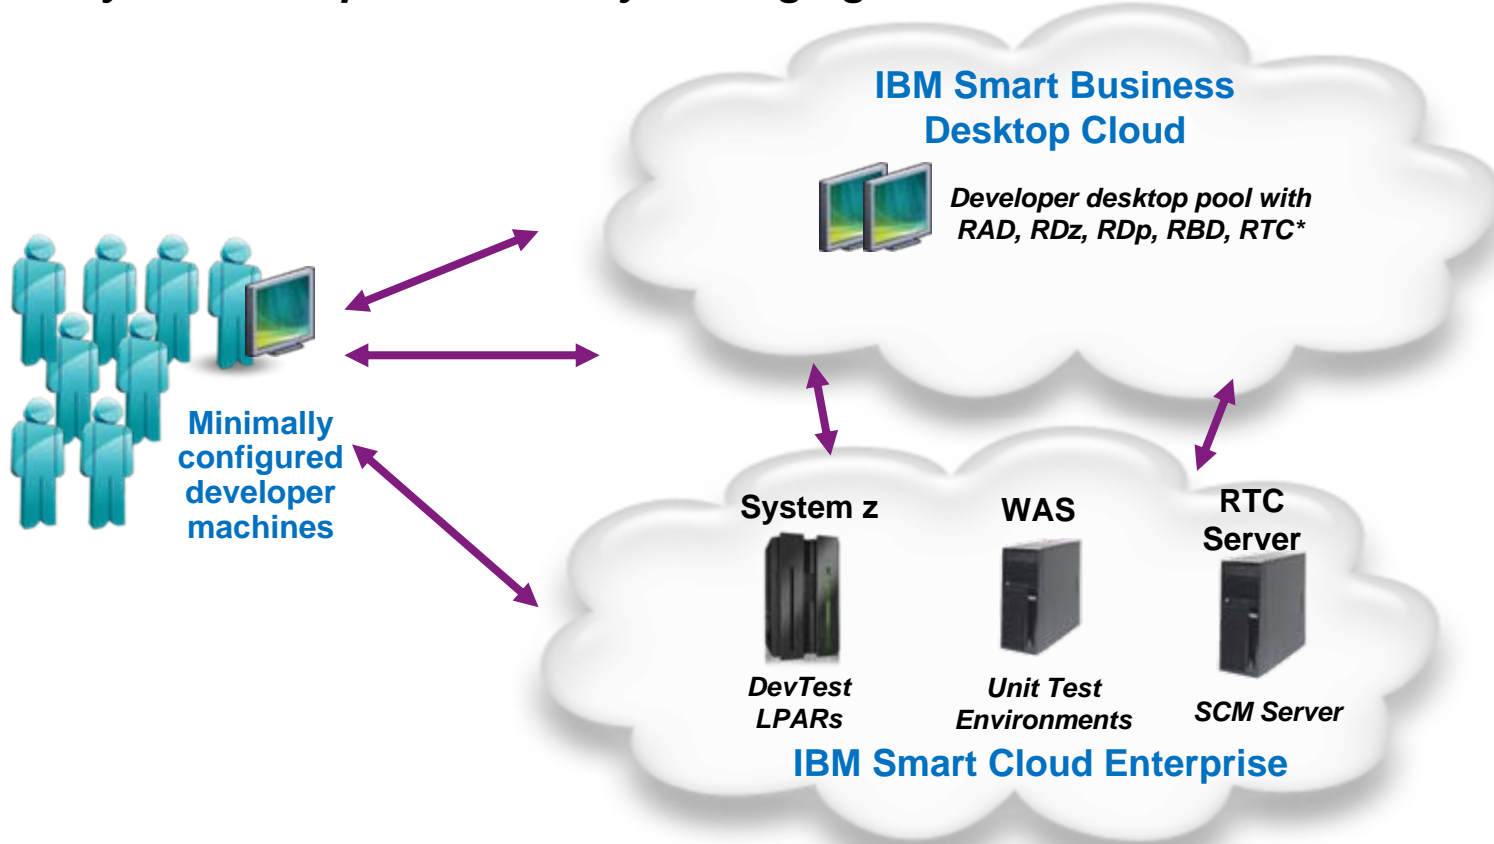 IBM Smart Business
Desktop Cloud
Developer desktop pool with
RAD, RDz, RDp, RBD, RTC*
Minimally
configured
developer
machines
System z
WAS
RTC
Server
DevTest
LPARs
Unit Test
Environments
SCM Server
IBM Smart Cloud Enterprise